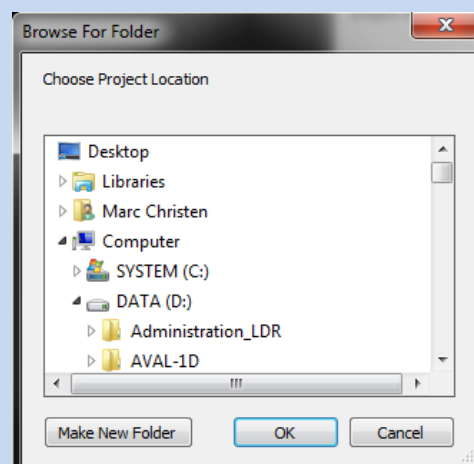 Browse For Folder
Choose Project Location
Desktop
Libraries
Marc Christen
Computer
SYSTEM (C:)
DATA (D:)
Administration_LDR
AVAL-1D
Make New Folder OK Cancel